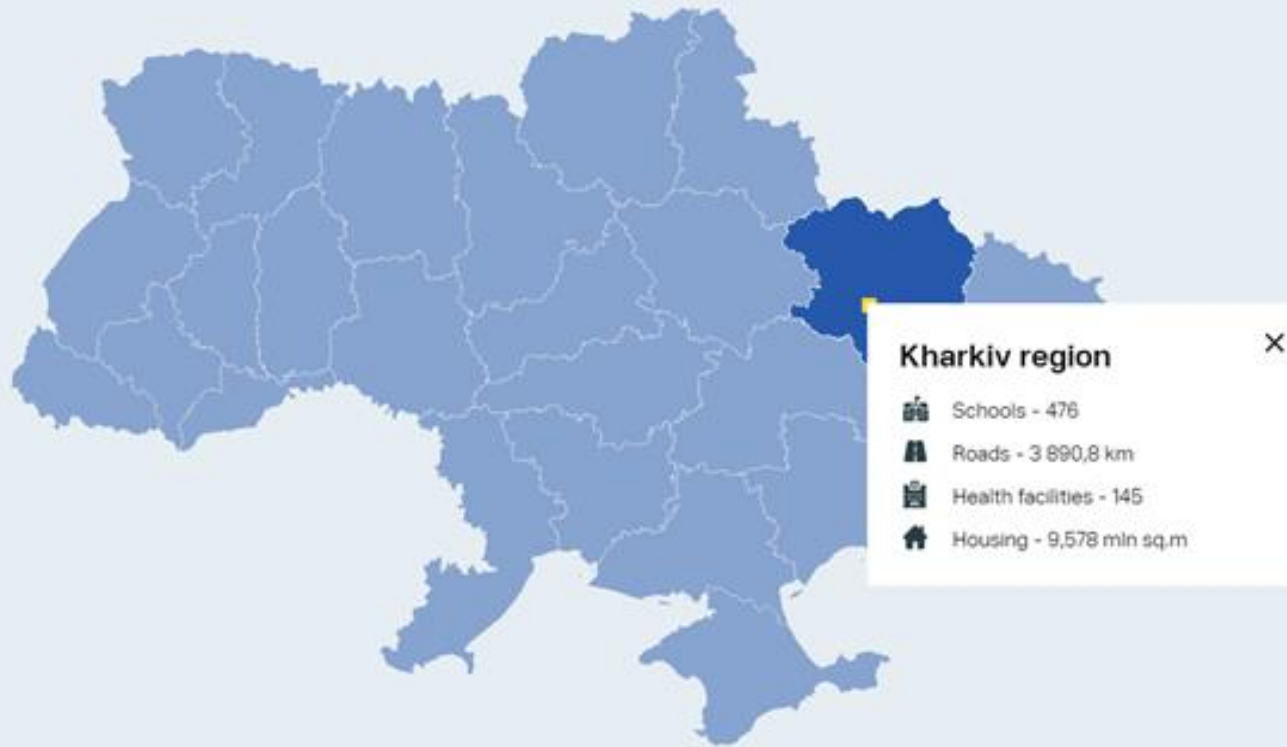 Kharkiv region
Schools - 476
Roads - 3 890,8 km
Health facilities - 145
Housing - 9,578 mln sq.m